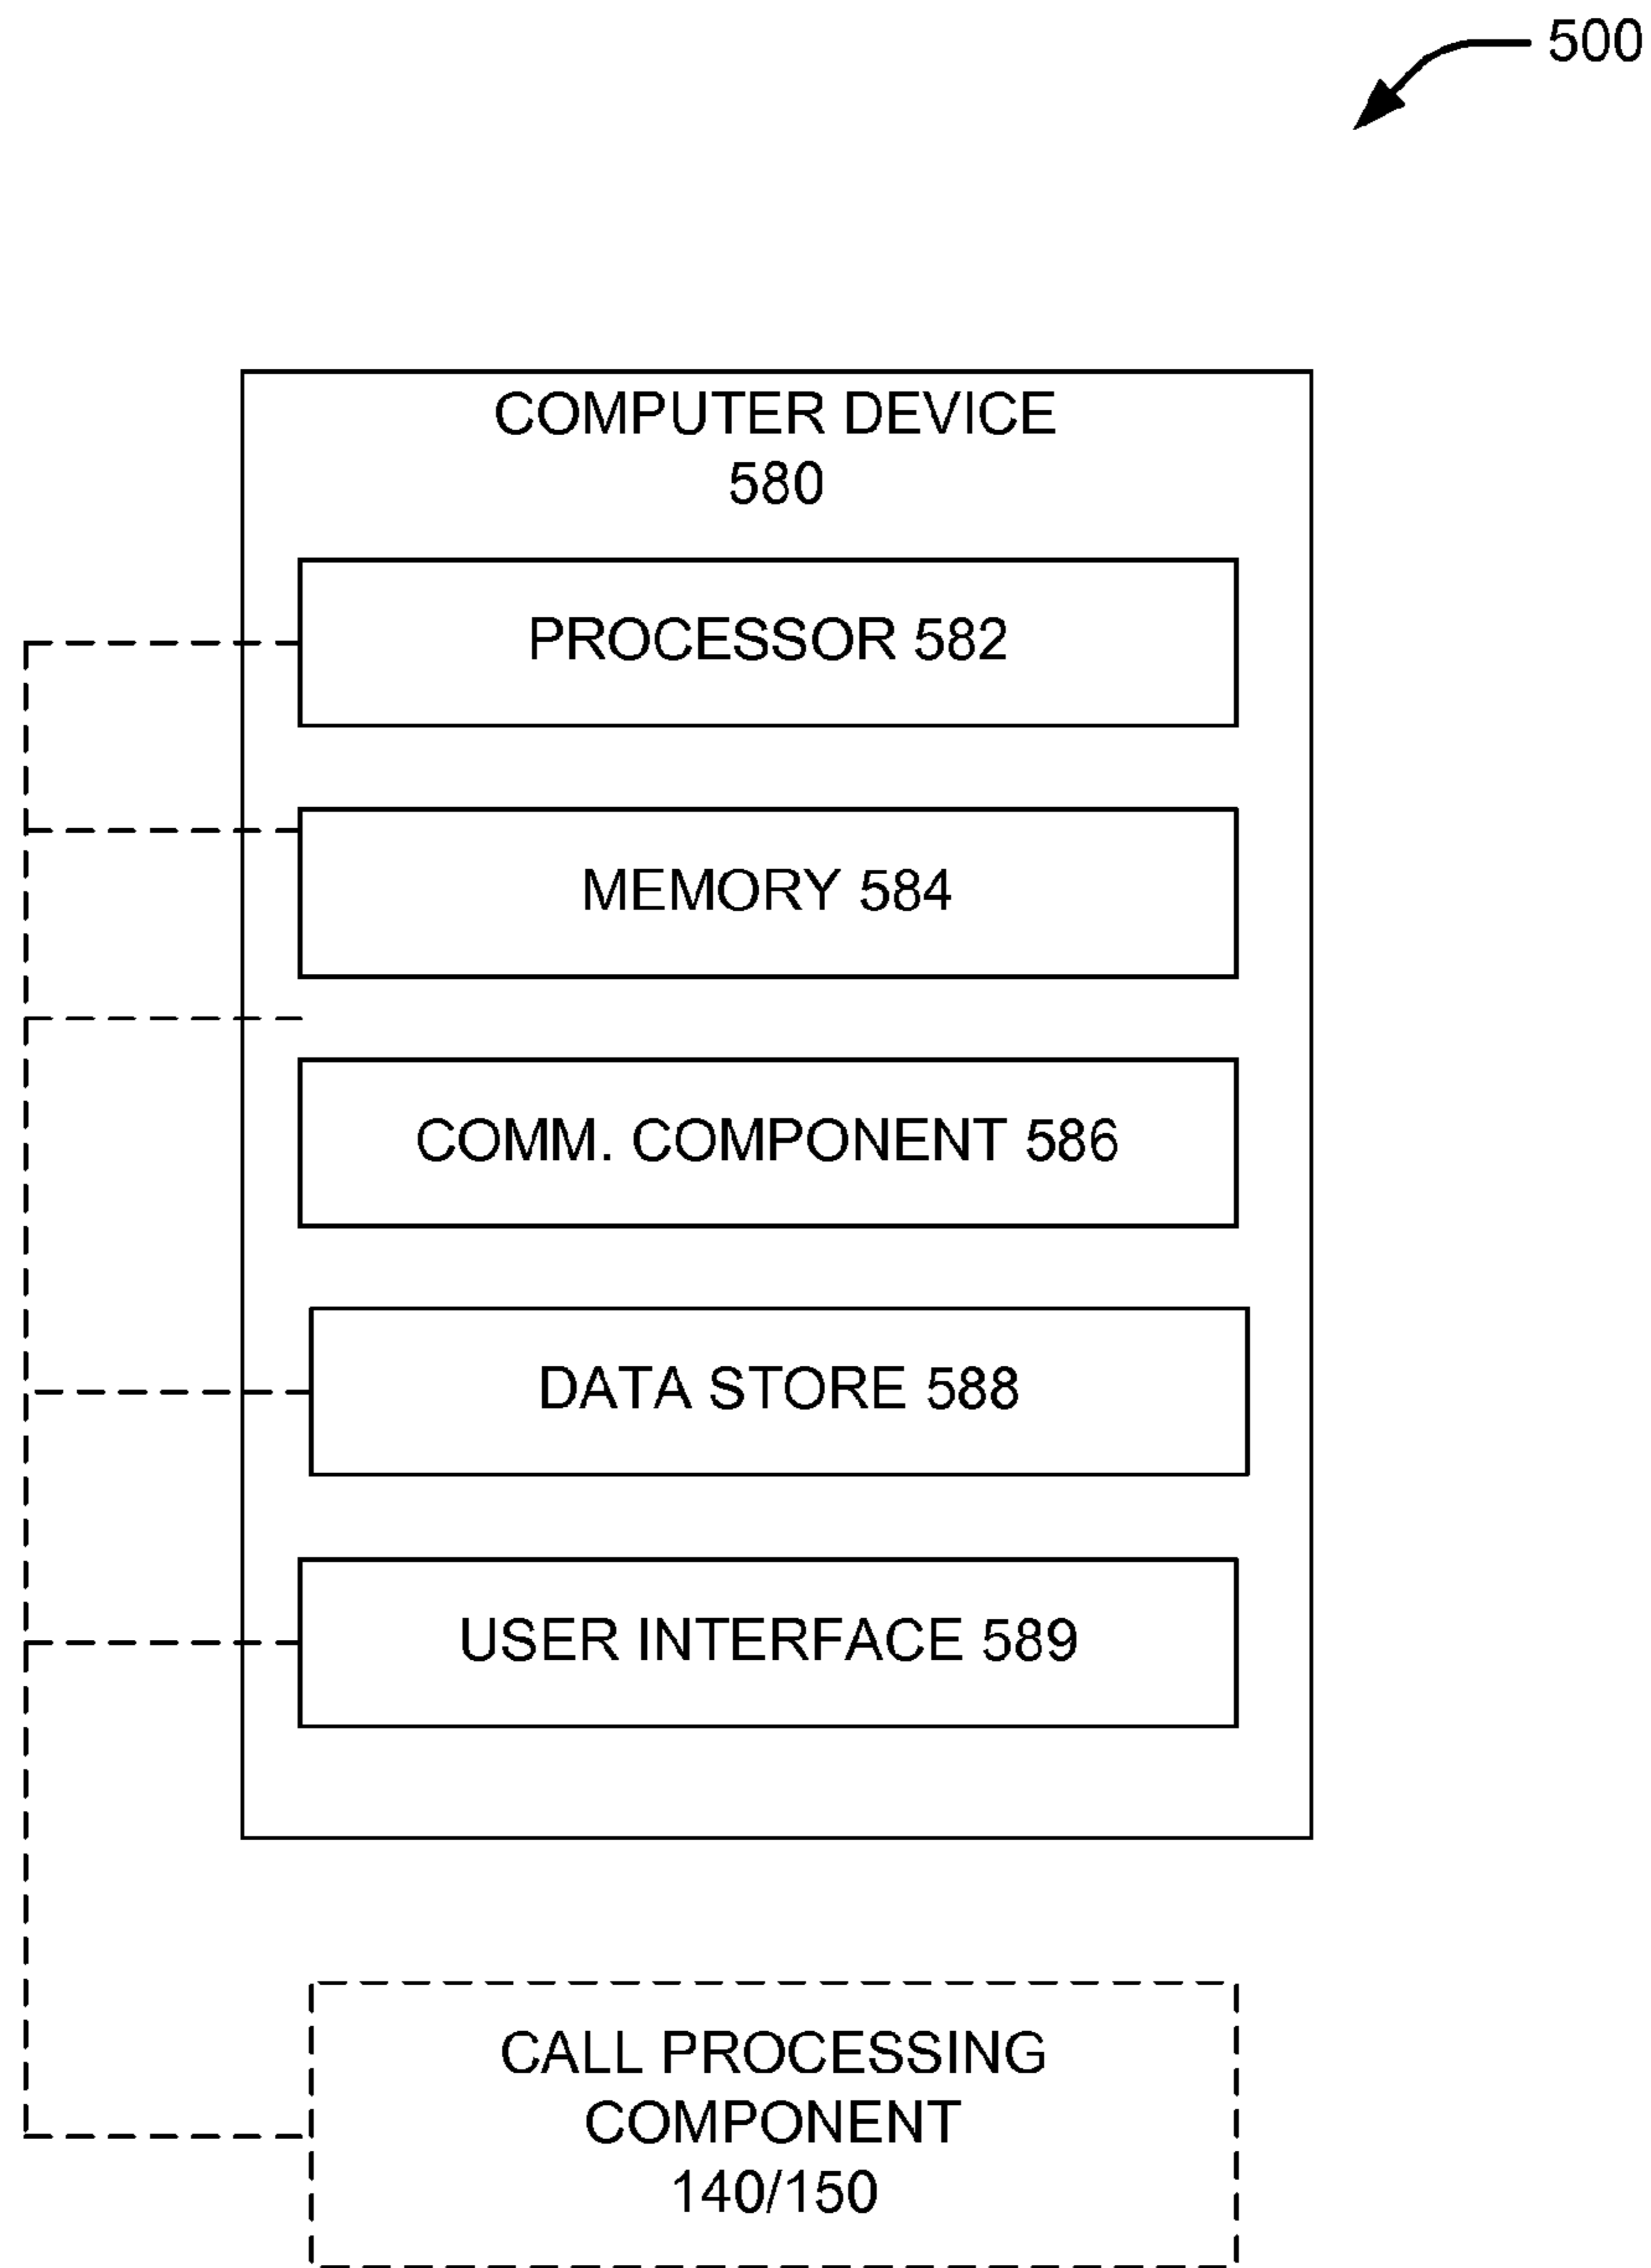 500
COMPUTER DEVICE
580
PROCESSOR 582
MEMORY 584
COMM. COMPONENT 586
DATA STORE 588
USER INTERFACE 589
CALL PROCESSING
COMPONENT
140/150